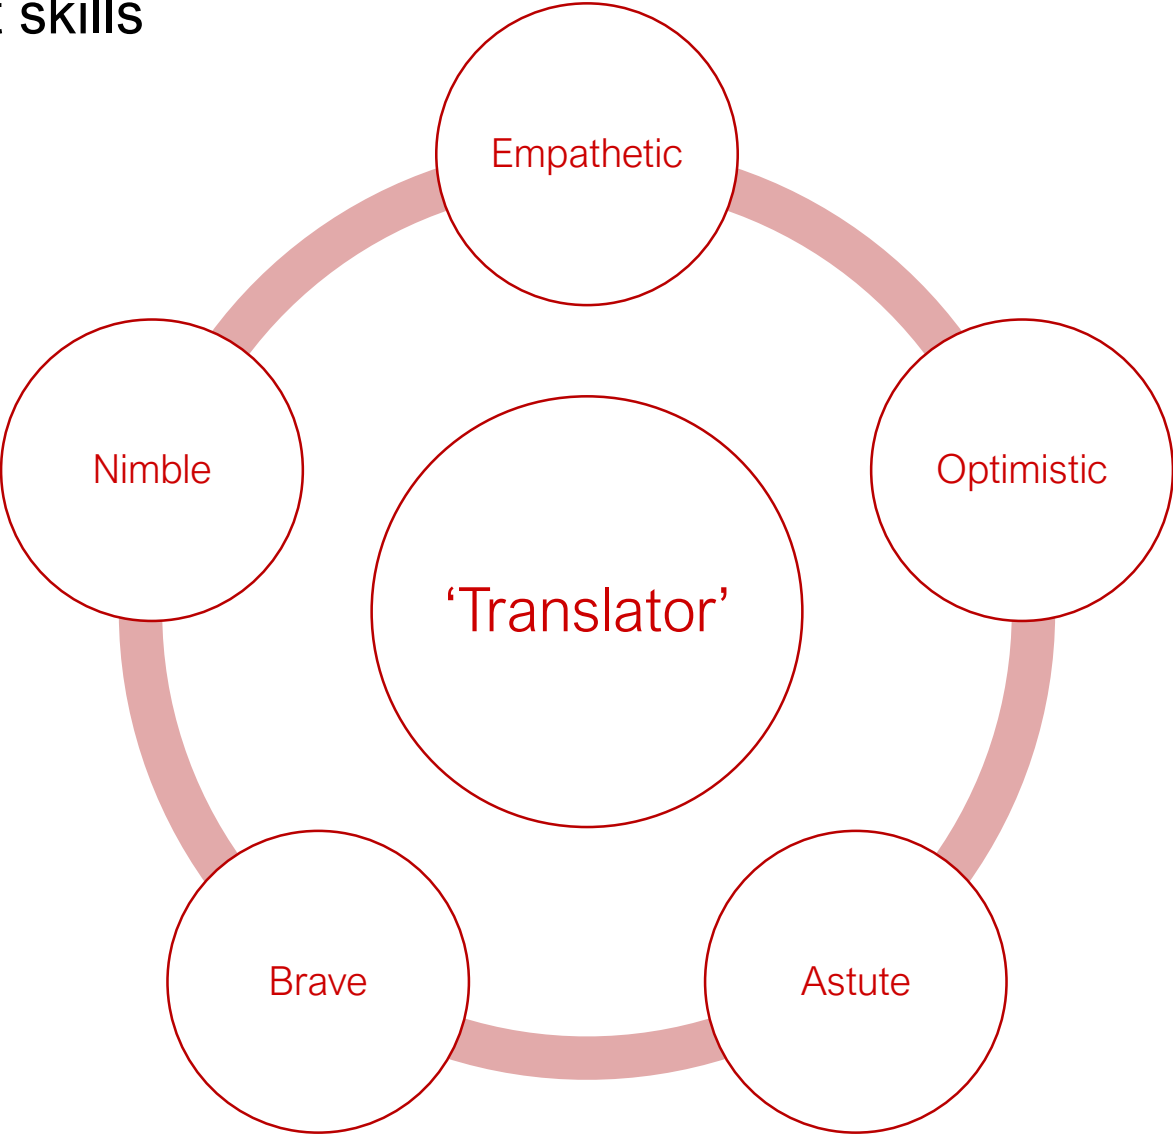 skills
Empathetic
Nimble
Optimistic
‘Translator’
Brave
Astute